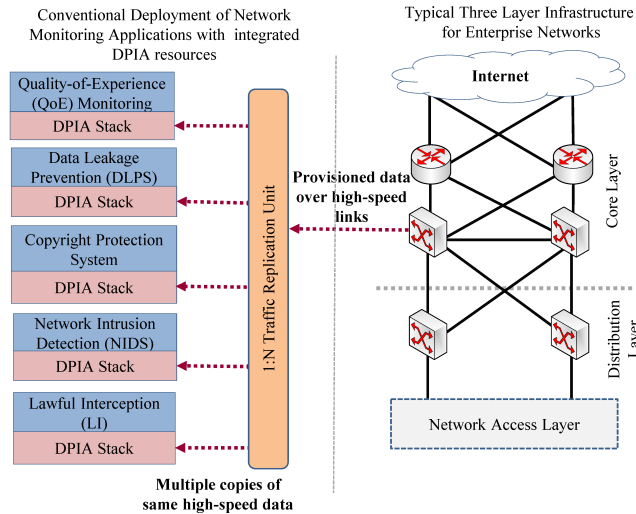 Conventional Deployment of Network
Monitoring Applications with integrated
DPIA resources
Quality-of-Experience
(QoE) Monitoring
DPIA Stack
Data Leakage
Prevention (DLPS)
DPIA Stack
Copyright Protection
System
DPIA Stack
Network Intrusion
Detection (NIDS)
DPIA Stack
Lawful Interception
(LI)
DPIA Stack
1:N Traffic Replication Unit
Multiple copies of
same high-speed data
Provisioned data
over high-speed
links
Typical Three Layer Infrastructure
for Enterprise Networks
Internet
Core Layer
Distribution
Layer
Network Access Layer